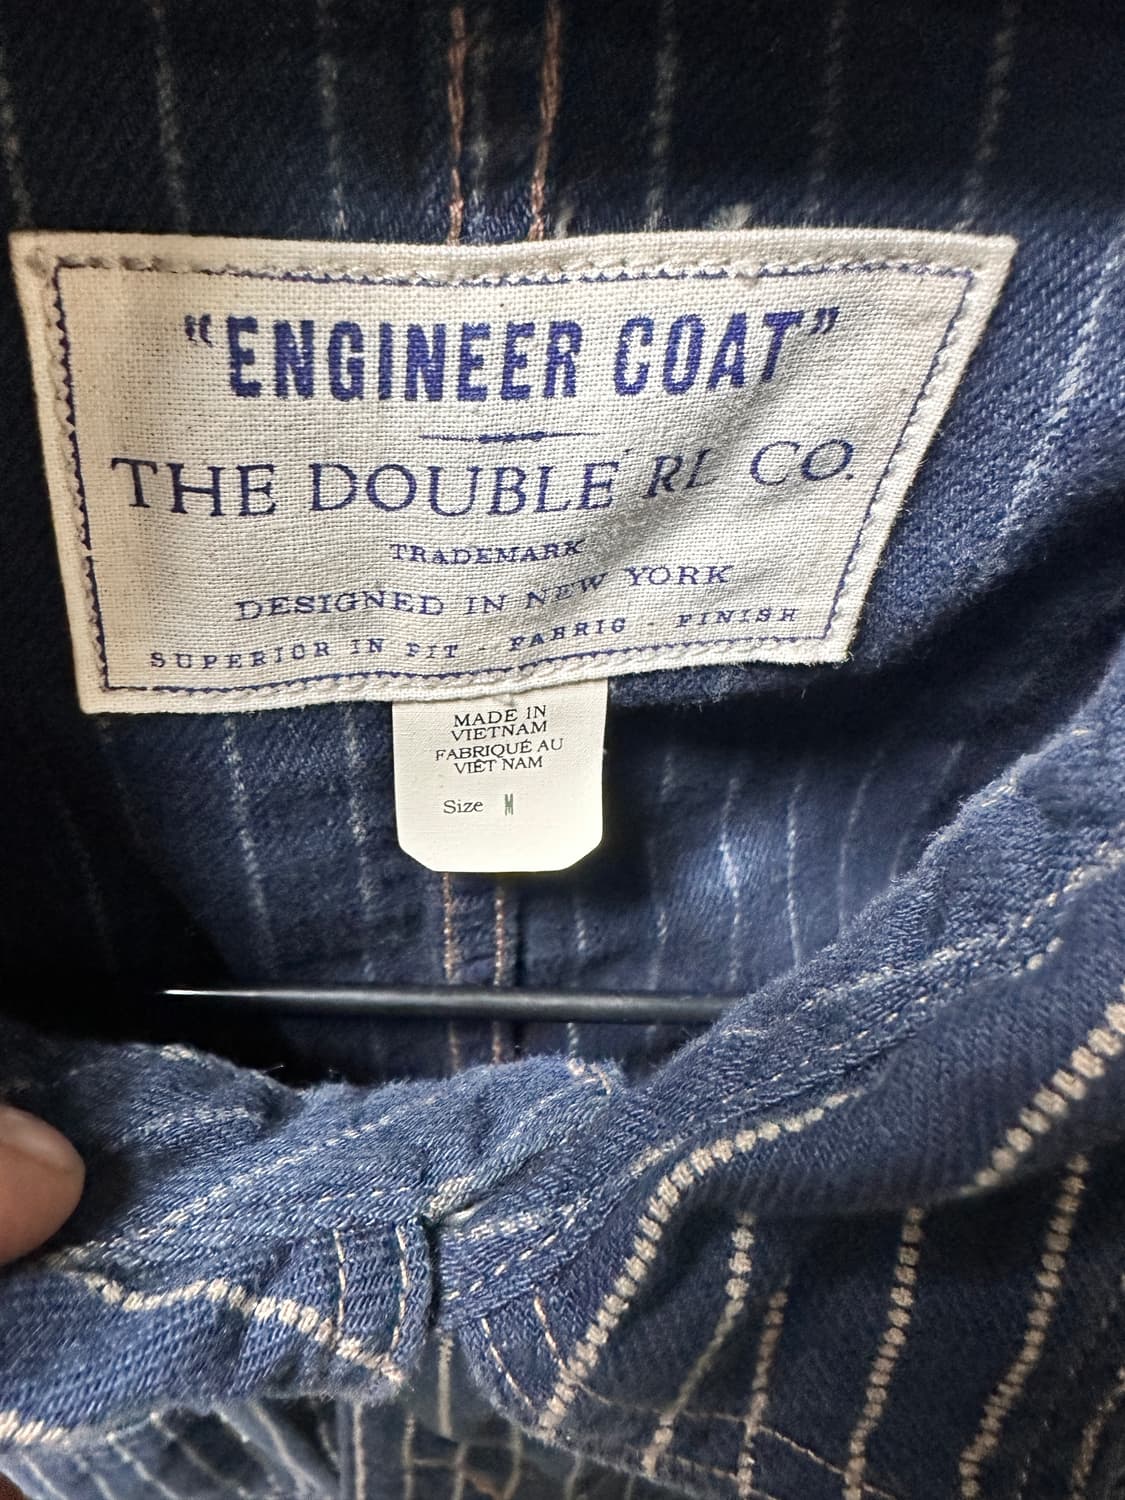 "ENGINEER COAT"
THE DOUBLE RL CO.
TRADEMARK
DESIGNED IN NEW YORK
SUPERIOR IN FIT - FABRIC - FINISH
MADE IN
VIETNAM
FABRIQUÉ AU
VIÊT NAM
Size M